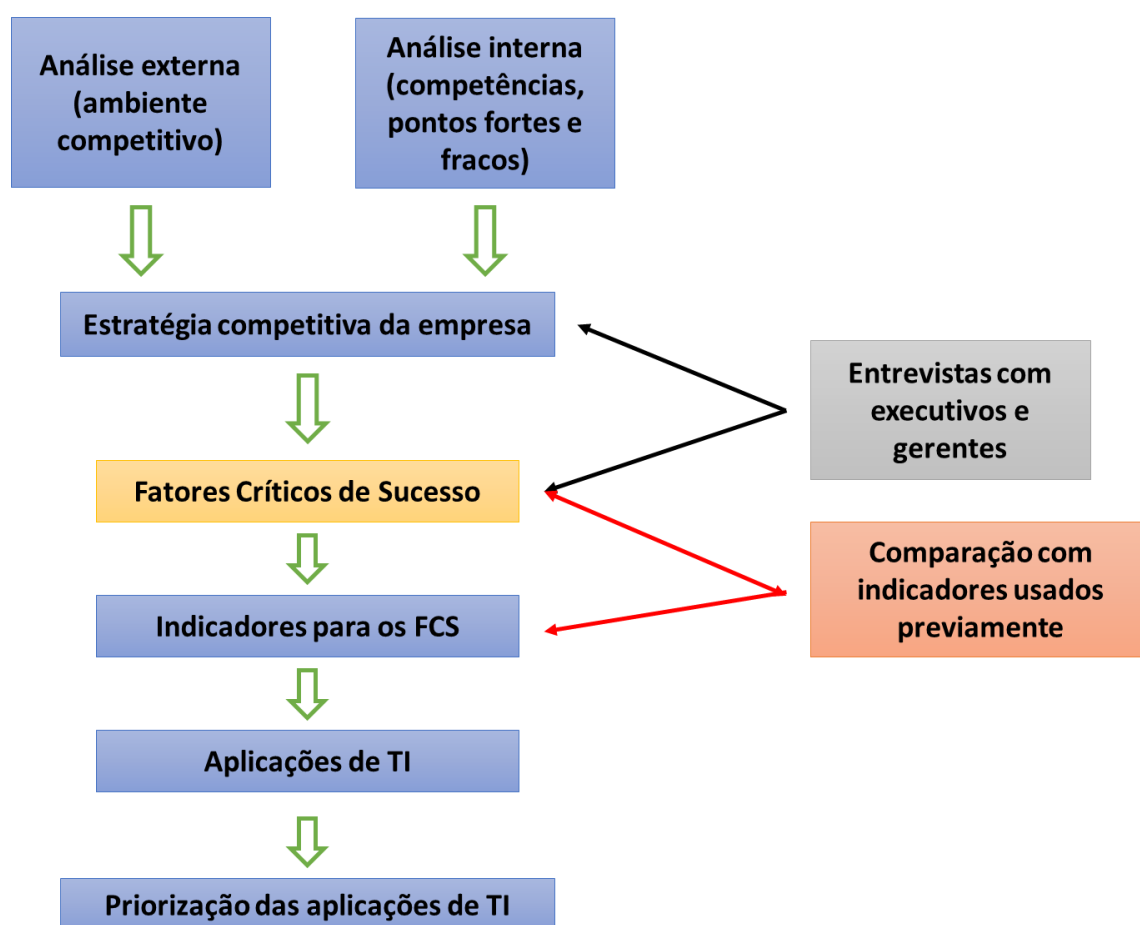 Análise externa
(ambiente
competitivo)
Análise interna
(competências,
pontos fortes e
fracos)
Estratégia competitiva da empresa
Entrevistas com
executivos e
gerentes
Fatores Críticos de Sucesso
Comparação com
indicadores usados
previamente
Indicadores para os FCS
Aplicações de TI
Priorização das aplicações de TI